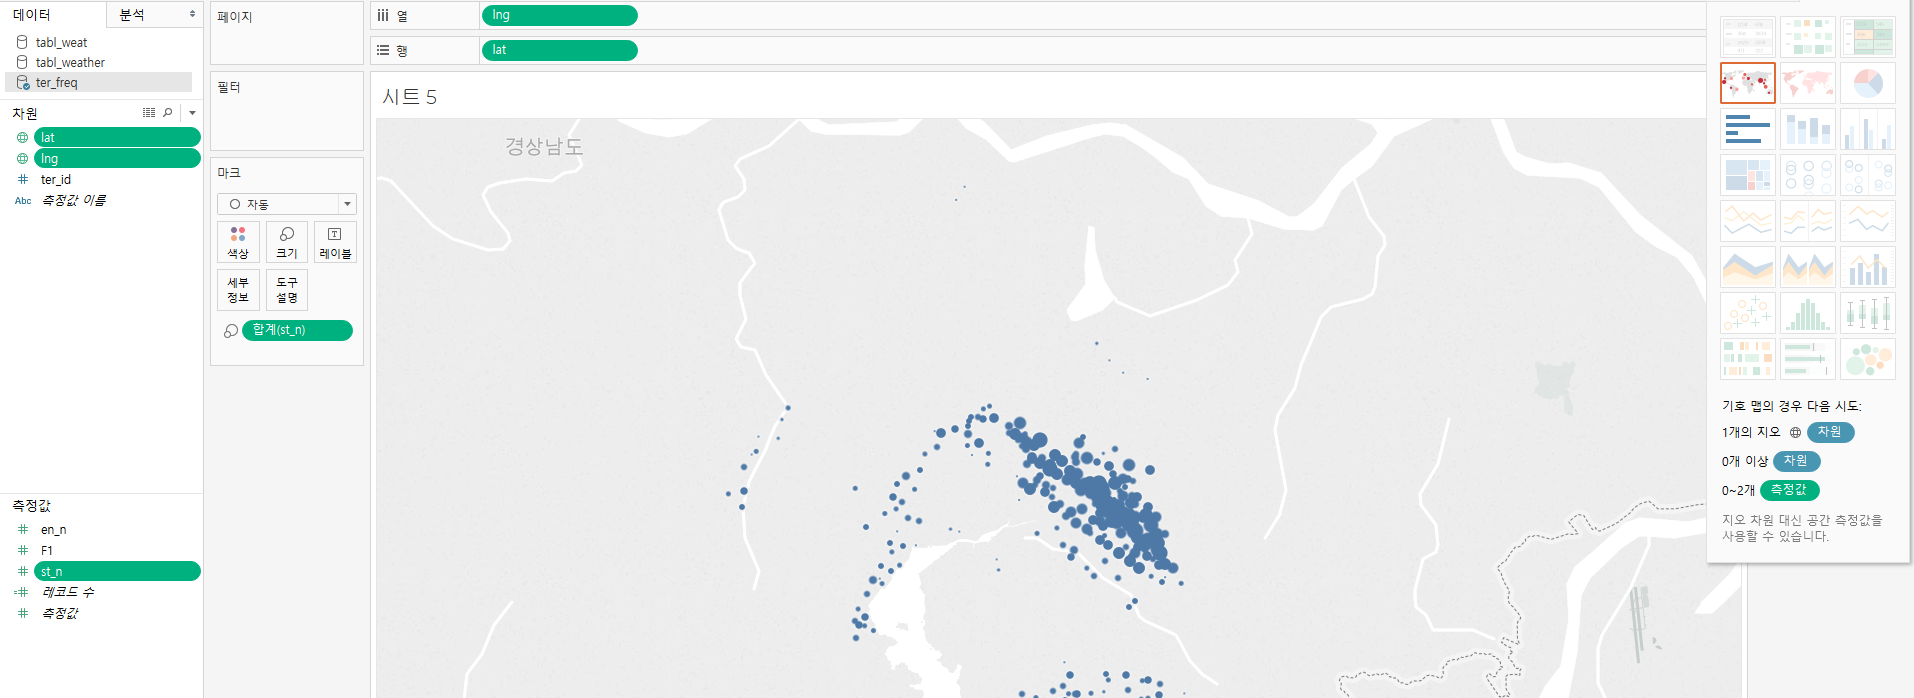 데이터
분석
tabl_weat
tabl_weather
ter_freq
차원
lat
lng
ter_id
Abc 측정값 이름
측정값
en_n
F1
st_n
레코드 수
측정값
페이지
필터
마크
자동
색상
크기
레이블
세부
정보
도구
설명
합계(st_n)
열
lng
행
lat
시트 5
경상남도
기호 맵의 경우 다음 시도:
1개의 지오 차원
0개 이상 차원
0~2개 측정값
지오 차원 대신 공간 측정값을
사용할 수 있습니다.